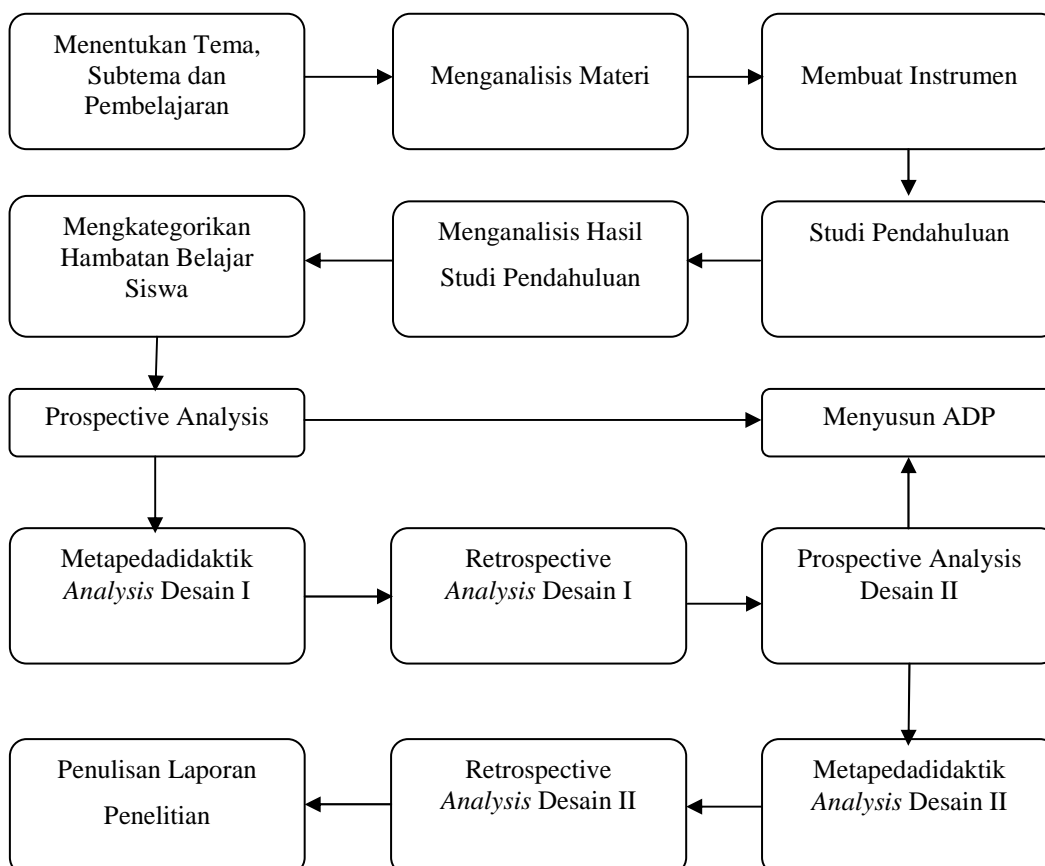 Menentukan Tema,
Subtema dan
Pembelajaran
Menganalisis Materi
Membuat Instrumen
Mengkategorikan
Hambatan Belajar
Siswa
Menganalisis Hasil
Studi Pendahuluan
Studi Pendahuluan
Prospective Analysis
Menyusun ADP
Metapedadidaktik
Analysis Desain I
Retrospective
Analysis Desain I
Prospective Analysis
Desain II
Penulisan Laporan
Penelitian
Retrospective
Analysis Desain II
Metapedadidaktik
Analysis Desain II